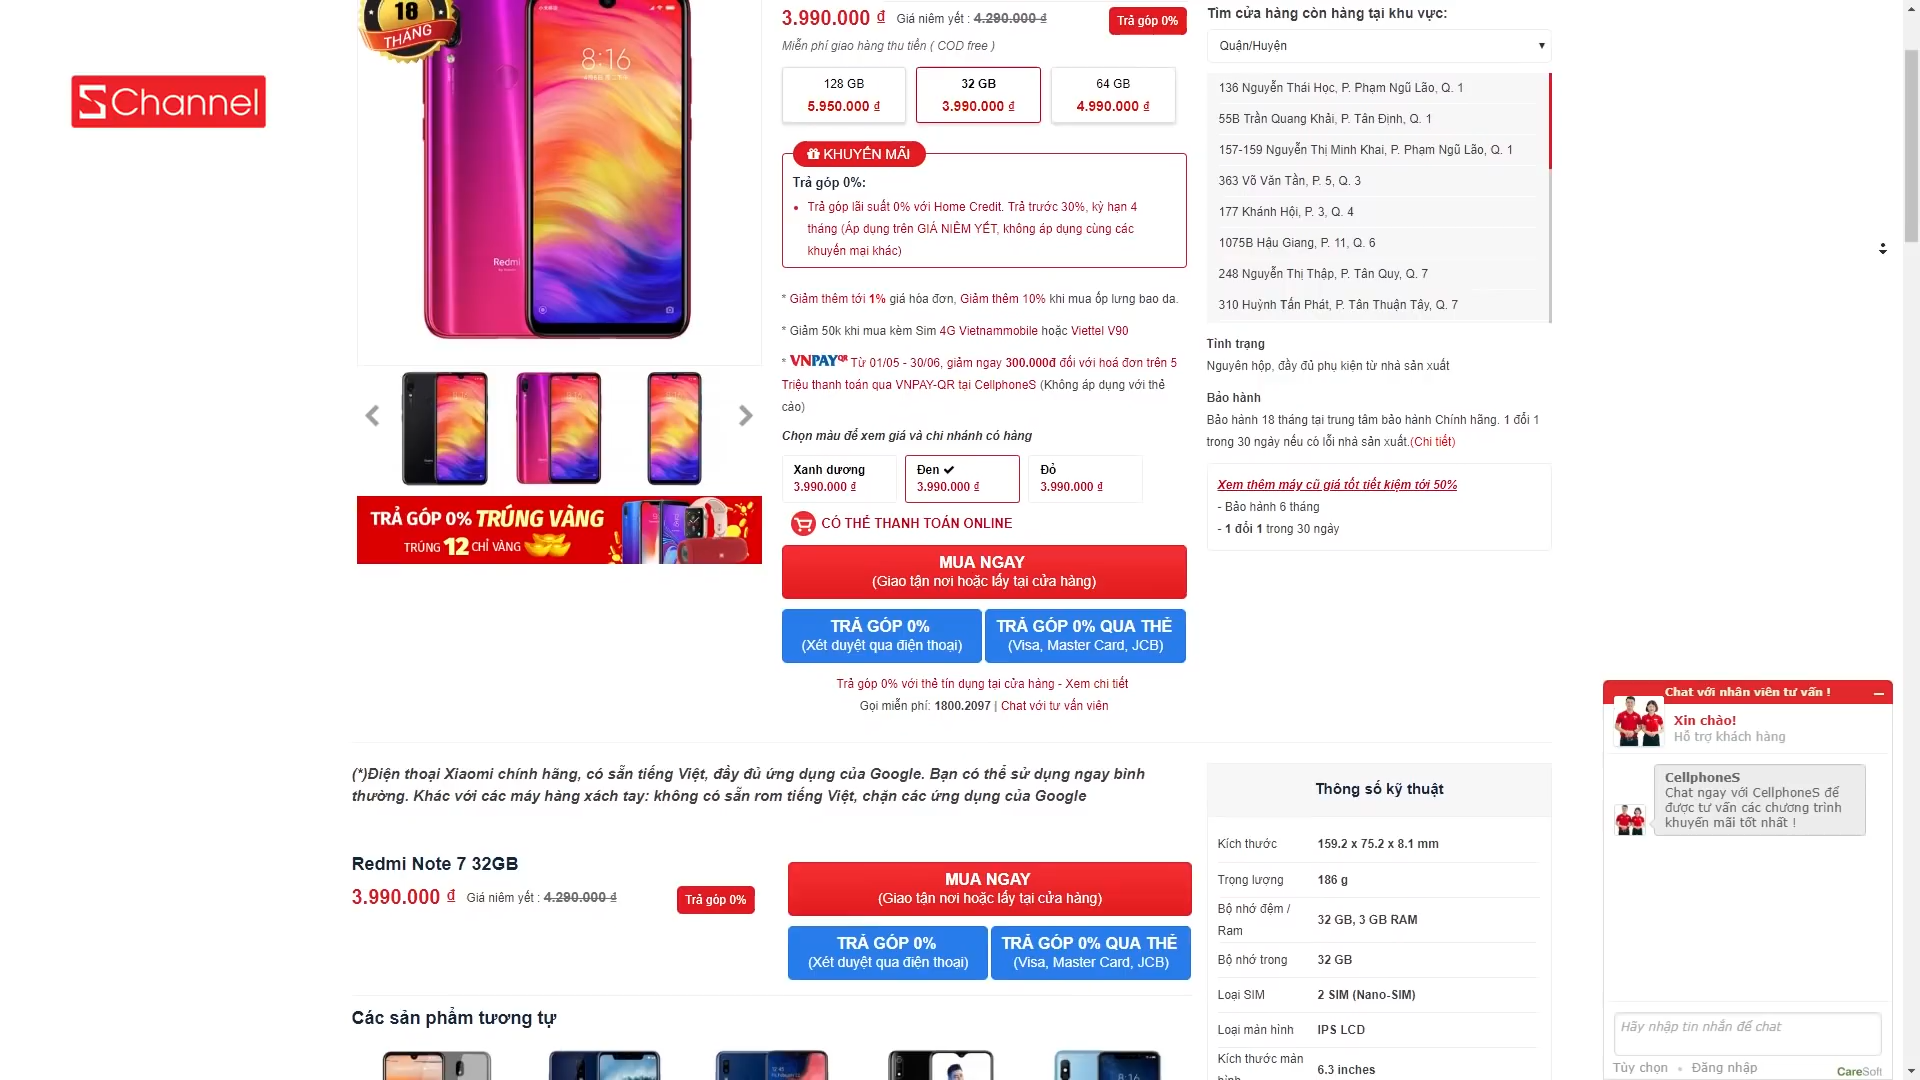 18
THÁNG
S Channel
8:16
Redmi
3.990.000 ₫ Giá niêm yết : 4.290.000 ₫
Trả góp 0%
Miễn phí giao hàng thu tiền ( COD free )
128 GB
5.950.000 ₫
32 GB
3.990.000 ₫
64 GB
4.990.000 ₫
KHUYẾN MÃI
Trả góp 0%:
Trả góp lãi suất 0% với Home Credit. Trả trước 30%, kỳ hạn 4
tháng (Áp dụng trên GIÁ NIÊM YẾT, không áp dụng cùng các
khuyến mại khác)
* Giảm thêm tới 1% giá hóa đơn, Giảm thêm 10% khi mua ốp lưng bao da.
* Giảm 50k khi mua kèm Sim 4G Vietnammobile hoặc Viettel V90
* VNPAYQR Từ 01/05 - 30/06, giảm ngay 300.000đ đối với hoá đơn trên 5
Triệu thanh toán qua VNPAY-QR tại CellphoneS (Không áp dụng với thẻ
cào)
Chọn màu để xem giá và chi nhánh có hàng
Xanh dương
3.990.000 ₫
Đen ✔
3.990.000 ₫
Đỏ
3.990.000 ₫
CÓ THỂ THANH TOÁN ONLINE
MUA NGAY
(Giao tận nơi hoặc lấy tại cửa hàng)
TRẢ GÓP 0%
(Xét duyệt qua điện thoại)
TRẢ GÓP 0% QUA THẺ
(Visa, Master Card, JCB)
Trả góp 0% với thẻ tín dụng tại cửa hàng - Xem chi tiết
Gọi miễn phí: 1800.2097 | Chat với tư vấn viên
TRẢ GÓP 0% TRÚNG VÀNG
TRÚNG 12 CHỈ VÀNG
Tìm cửa hàng còn hàng tại khu vực:
Quận/Huyện
136 Nguyễn Thái Học, P. Phạm Ngũ Lão, Q. 1
55B Trần Quang Khải, P. Tân Định, Q. 1
157-159 Nguyễn Thị Minh Khai, P. Phạm Ngũ Lão, Q. 1
363 Võ Văn Tần, P. 5, Q. 3
177 Khánh Hội, P. 3, Q. 4
1075B Hậu Giang, P. 11, Q. 6
248 Nguyễn Thị Thập, P. Tân Quy, Q. 7
310 Huỳnh Tấn Phát, P. Tân Thuận Tây, Q. 7
Tình trạng
Nguyên hộp, đầy đủ phụ kiện từ nhà sản xuất
Bảo hành
Bảo hành 18 tháng tại trung tâm bảo hành Chính hãng. 1 đổi 1
trong 30 ngày nếu có lỗi nhà sản xuất.(Chi tiết)
Xem thêm máy cũ giá tốt tiết kiệm tới 50%
- Bảo hành 6 tháng
- 1 đổi 1 trong 30 ngày
(*)Điện thoại Xiaomi chính hãng, có sẵn tiếng Việt, đầy đủ ứng dụng của Google. Bạn có thể sử dụng ngay bình
thường. Khác với các máy hàng xách tay: không có sẵn rom tiếng Việt, chặn các ứng dụng của Google
Redmi Note 7 32GB
3.990.000 ₫ Giá niêm yết : 4.290.000 ₫
Trả góp 0%
MUA NGAY
(Giao tận nơi hoặc lấy tại cửa hàng)
TRẢ GÓP 0%
(Xét duyệt qua điện thoại)
TRẢ GÓP 0% QUA THẺ
(Visa, Master Card, JCB)
Các sản phẩm tương tự
8:16
Thông số kỹ thuật
Kích thước 159.2 x 75.2 x 8.1 mm
Trọng lượng 186 g
Bộ nhớ đệm /
Ram 32 GB, 3 GB RAM
Bộ nhớ trong 32 GB
Loại SIM 2 SIM (Nano-SIM)
Loại màn hình IPS LCD
Kích thước màn
hình 6.3 inches
Chat với nhân viên tư vấn !
Xin chào!
Hỗ trợ khách hàng
CellphoneS
Chat ngay với CellphoneS để
được tư vấn các chương trình
khuyến mãi tốt nhất !
Hãy nhập tin nhắn để chat
Tùy chọn • Đăng nhập
CareSoft